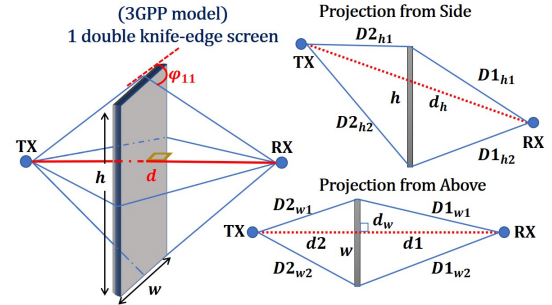 (3GPP model)
1 double knife-edge screen
φ11
TX
RX
h
d
w
Projection from Side
TX
D2h1
D1h1
h
dh
D2h2
D1h2
RX
Projection from Above
D2w1
dw
D1w1
TX
d2
w
d1
RX
D2w2
D1w2